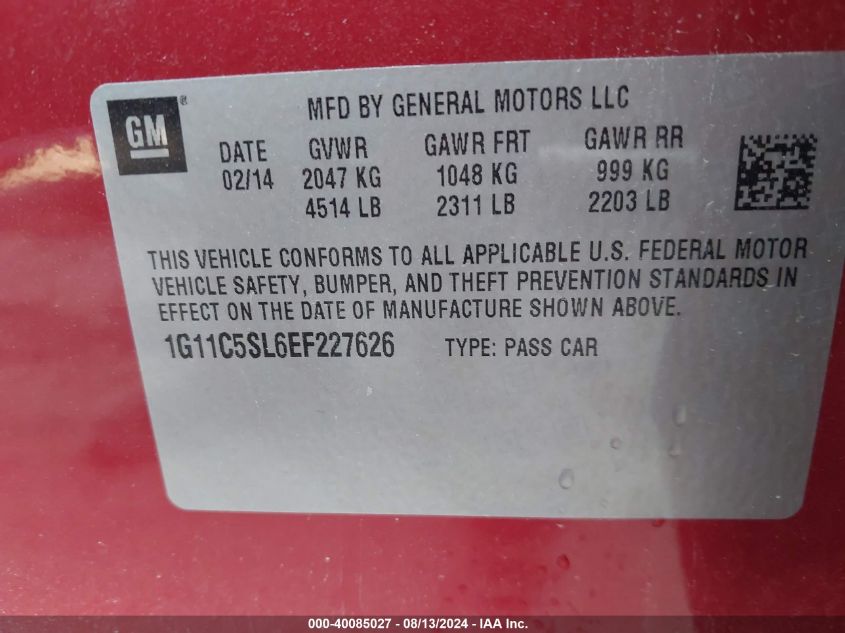 GM®
MFD BY GENERAL MOTORS LLC
DATE GVWR GAWR FRT GAWR RR
02/14 2047 KG 1048 KG 999 KG
4514 LB 2311 LB 2203 LB
THIS VEHICLE CONFORMS TO ALL APPLICABLE U.S. FEDERAL MOTOR
VEHICLE SAFETY, BUMPER, AND THEFT PREVENTION STANDARDS IN
EFFECT ON THE DATE OF MANUFACTURE SHOWN ABOVE.
1G11C5SL6EF227626 TYPE: PASS CAR
000-40085027 - 08/13/2024 - IAA Inc.